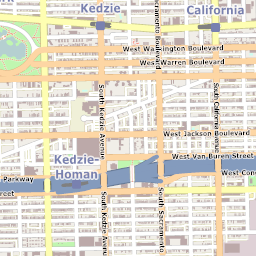 Kedzie
California
West Washington Boulevard
West Warren Boulevard
South Kedzie Avenue
West Jackson Boulevard
West Van Buren Street
Kedzie-
Homan
Parkway
South Kedzie Avenue
South Sacramento
South California Avenue